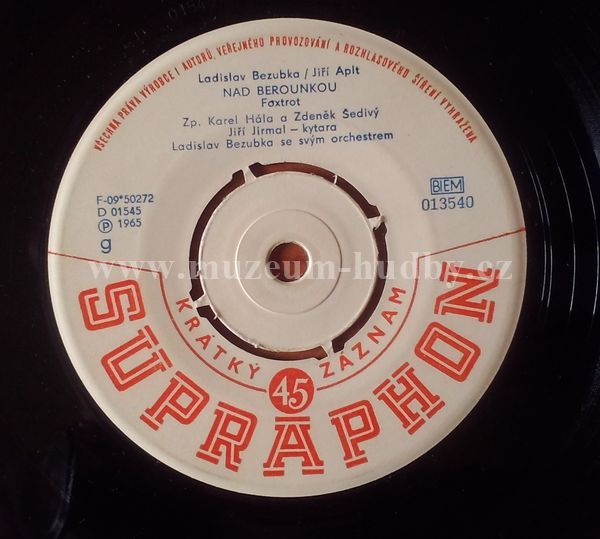 VŠECHNA PRÁVA VÝROBCE I AUTORŮ, VEŘEJNÉHO PROVOZOVÁNÍ A ROZHLASOVÉHO ŠÍŘENÍ VYHRAŽENA
Ladislav Bezubka / Jiří Aplt
NAD BEROUNKOU
Foxtrot
Zp. Karel Hála a Zdeněk Šedivý
Jiří Jirmal – kytara
Ladislav Bezubka se svým orchestrem
F-09*50272
D 01545
Ⓟ 1965
g
BIEM
013540
www.muzeum-hudby.cz
KRÁTKÝ
ZÁZNAM
45
SUPRAPHON